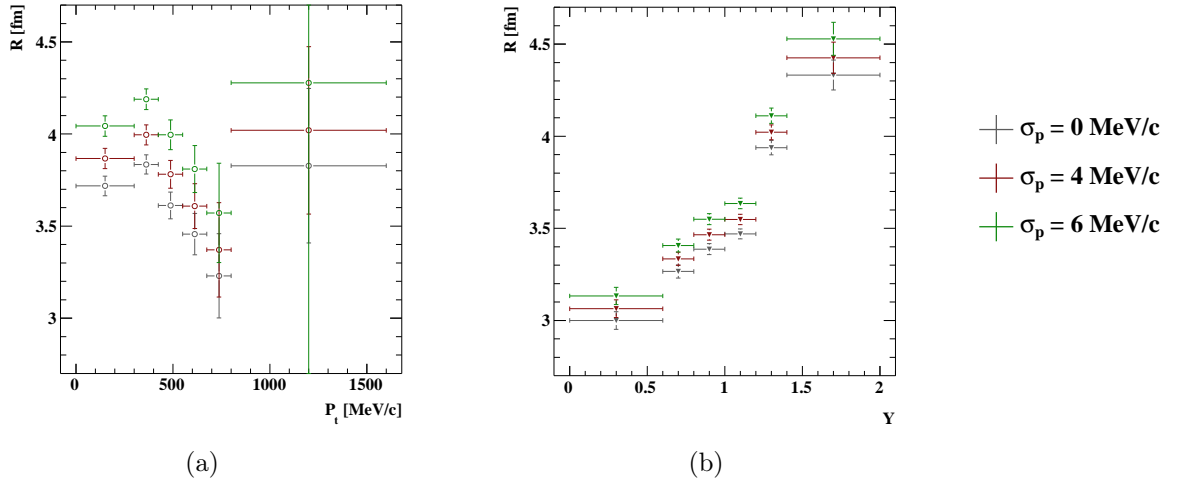 R [fm]
4.5
4
3.5
3
0
500
1000
1500
P_t [MeV/c]
(a)
R [fm]
4.5
4
3.5
3
0
0.5
1
1.5
2
Y
(b)
σ_p = 0 MeV/c
σ_p = 4 MeV/c
σ_p = 6 MeV/c